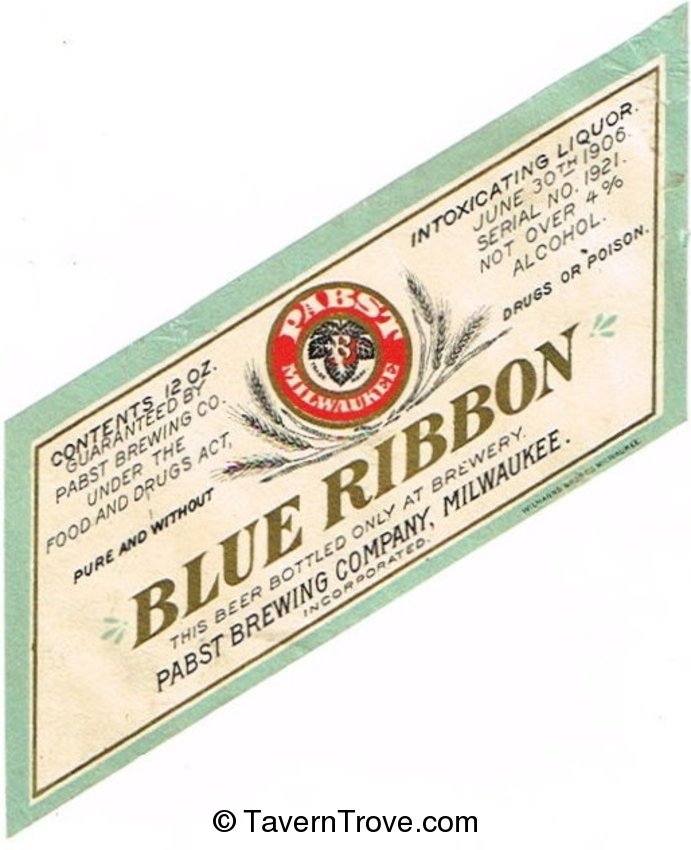 CONTENTS 12 OZ.
GUARANTEED BY
PABST BREWING CO.
UNDER THE
FOOD AND DRUGS ACT,
PURE AND WITHOUT
INTOXICATING LIQUOR.
JUNE 30TH 1906.
SERIAL NO. 1921.
NOT OVER 4%
ALCOHOL.
DRUGS OR POISON.
PABST
B
MILWAUKEE
BLUE RIBBON
THIS BEER BOTTLED ONLY AT BREWERY.
PABST BREWING COMPANY, MILWAUKEE.
INCORPORATED.
MILWAUKEE
© TavernTrove.com